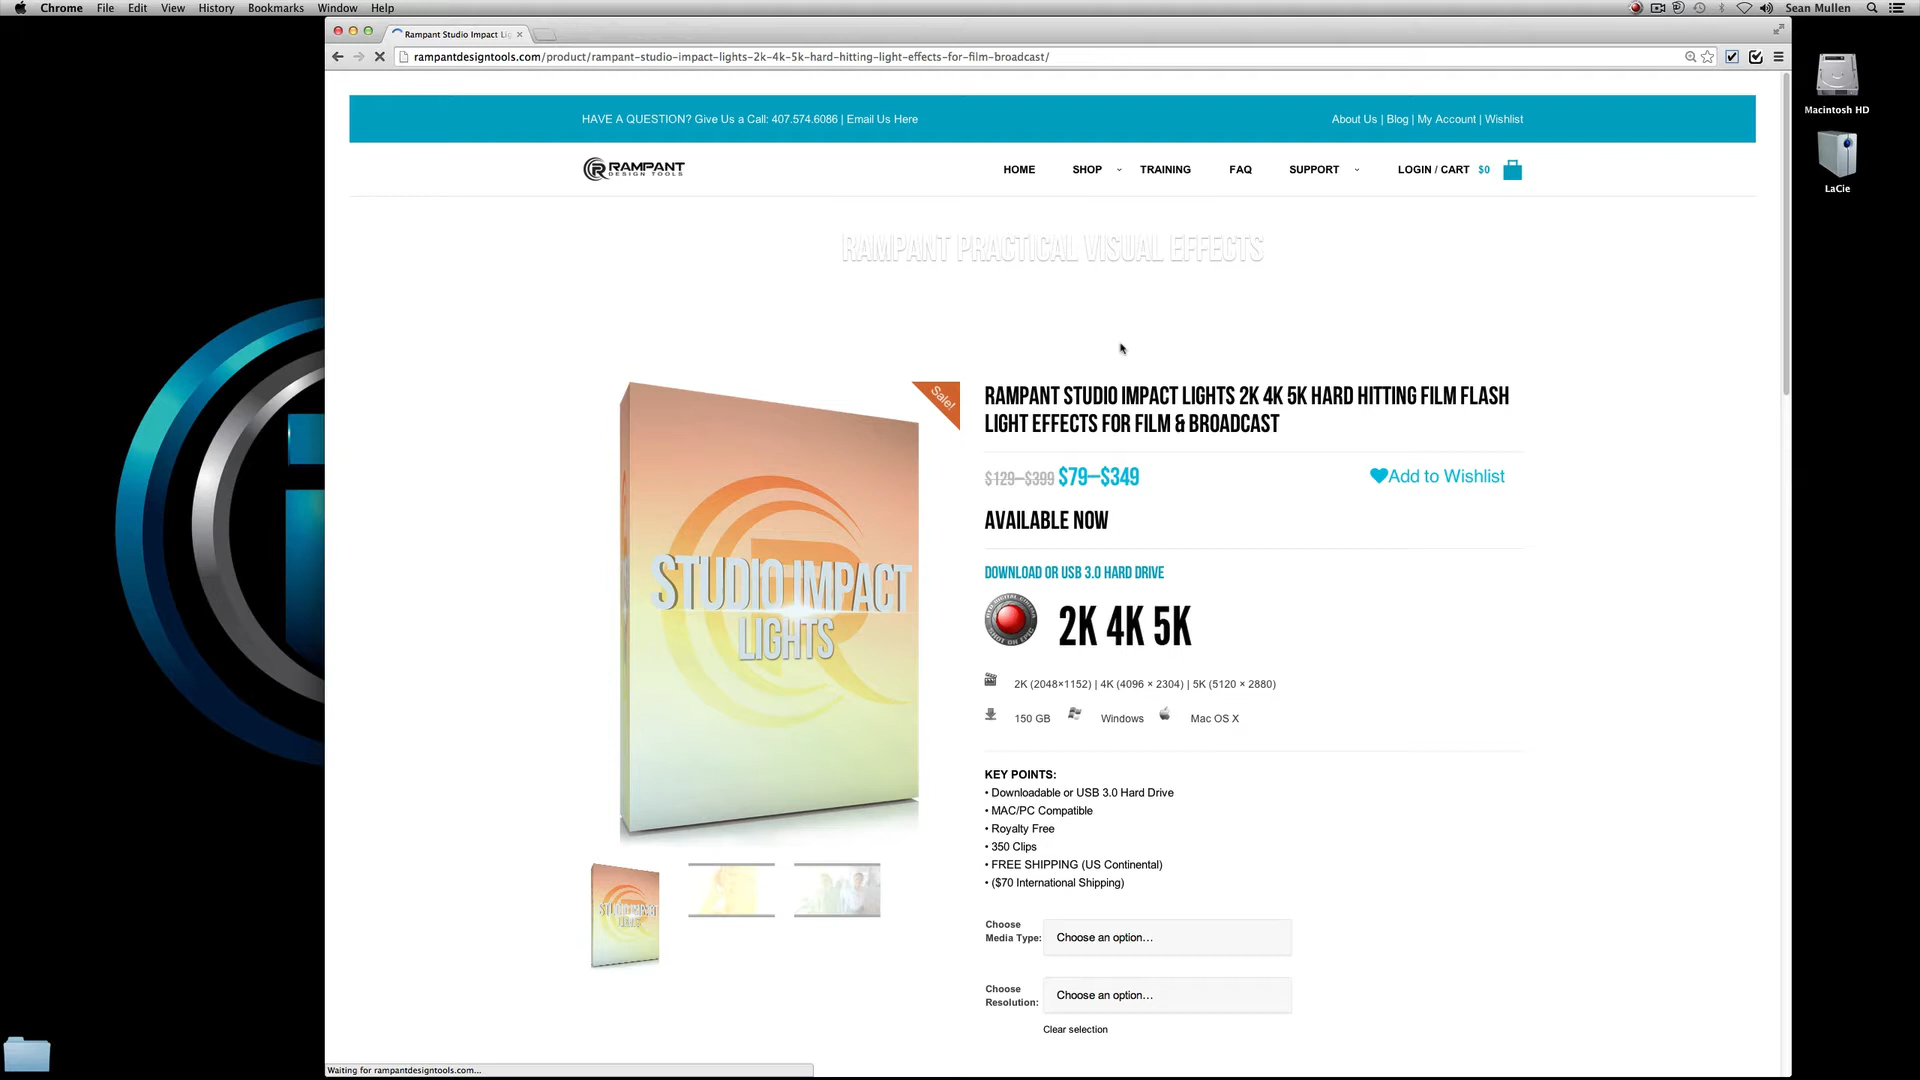 Chrome File Edit View History Bookmarks Window Help
Sean Mullen
Rampant Studio Impact Li
rampantdesigntools.com/product/rampant-studio-impact-lights-2k-4k-5k-hard-hitting-light-effects-for-film-broadcast/
Macintosh HD
LaCie
HAVE A QUESTION? Give Us a Call: 407.574.6086 | Email Us Here
About Us | Blog | My Account | Wishlist
RAMPANT
DESIGN TOOLS
HOME SHOP TRAINING FAQ SUPPORT LOGIN / CART $0
RAMPANT PRACTICAL VISUAL EFFECTS
Sale!
STUDIO IMPACT
LIGHTS
RAMPANT STUDIO IMPACT LIGHTS 2K 4K 5K HARD HITTING FILM FLASH
LIGHT EFFECTS FOR FILM & BROADCAST
$129–$399 $79–$349
Add to Wishlist
AVAILABLE NOW
DOWNLOAD OR USB 3.0 HARD DRIVE
2K 4K 5K
2K (2048×1152) | 4K (4096 × 2304) | 5K (5120 × 2880)
150 GB Windows Mac OS X
KEY POINTS:
• Downloadable or USB 3.0 Hard Drive
• MAC/PC Compatible
• Royalty Free
• 350 Clips
• FREE SHIPPING (US Continental)
• ($70 International Shipping)
STUDIO IMPACT
LIGHTS
Choose
Media Type:
Choose an option...
Choose
Resolution:
Choose an option...
Clear selection
Waiting for rampantdesigntools.com...